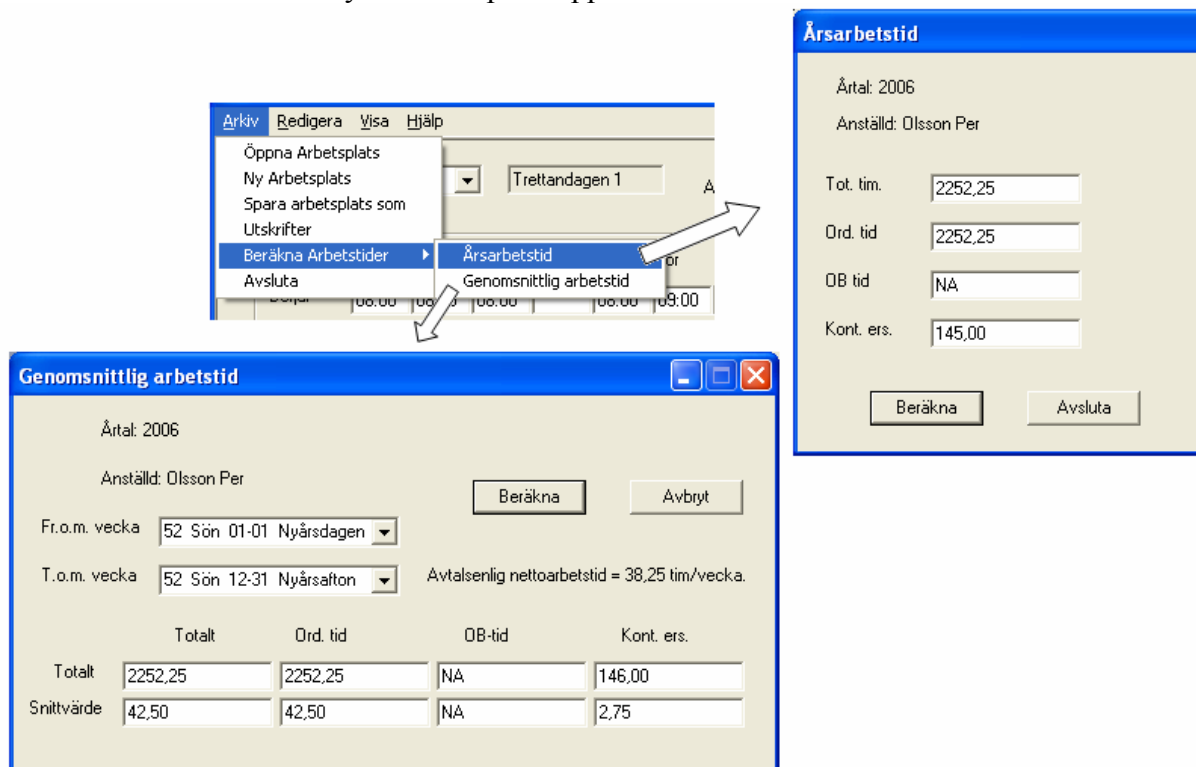 Årsarbetstid
Årtal: 2006
Anställd: Olsson Per
Tot. tim. 2252,25
Ord. tid 2252,25
OB tid NA
Kont. ers. 145,00
Beräkna Avsluta
Arkiv Redigera Visa Hjälp
Öppna Arbetsplats
Ny Arbetsplats
Trettandagen 1 A
Spara arbetsplats som
Utskrifter
Beräkna Arbetstider Årsarbetstid
Avsluta Genomsnittlig arbetstid
09:00
Genomsnittlig arbetstid
Årtal: 2006
Anställd: Olsson Per
Beräkna Avbryt
Fr.o.m. vecka 52 Sön 01-01 Nyårsdagen
T.o.m. vecka 52 Sön 12-31 Nyårsafton Avtalsenlig nettoarbetstid = 38,25 tim/vecka.
Totalt Ord. tid OB-tid Kont. ers.
Totalt 2252,25 2252,25 NA 146,00
Snittvärde 42,50 42,50 NA 2,75